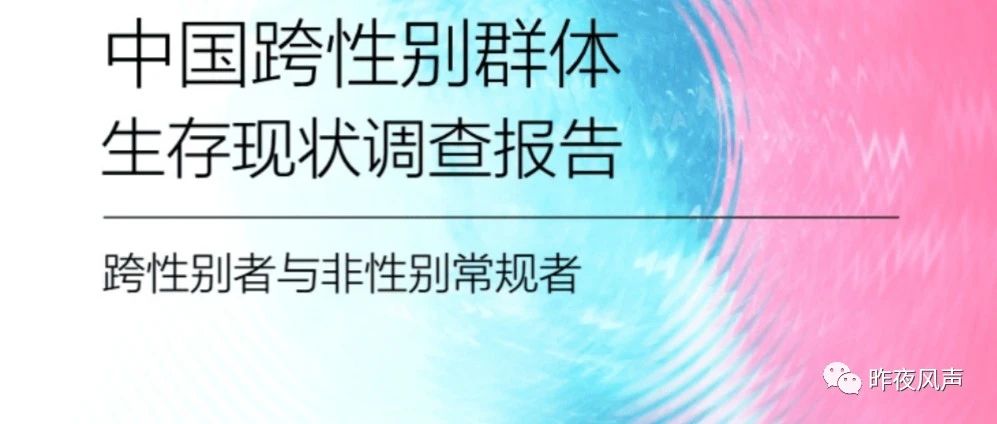 中国跨性别群体
生存现状调查报告
跨性别者与非性别常规者
昨夜风声